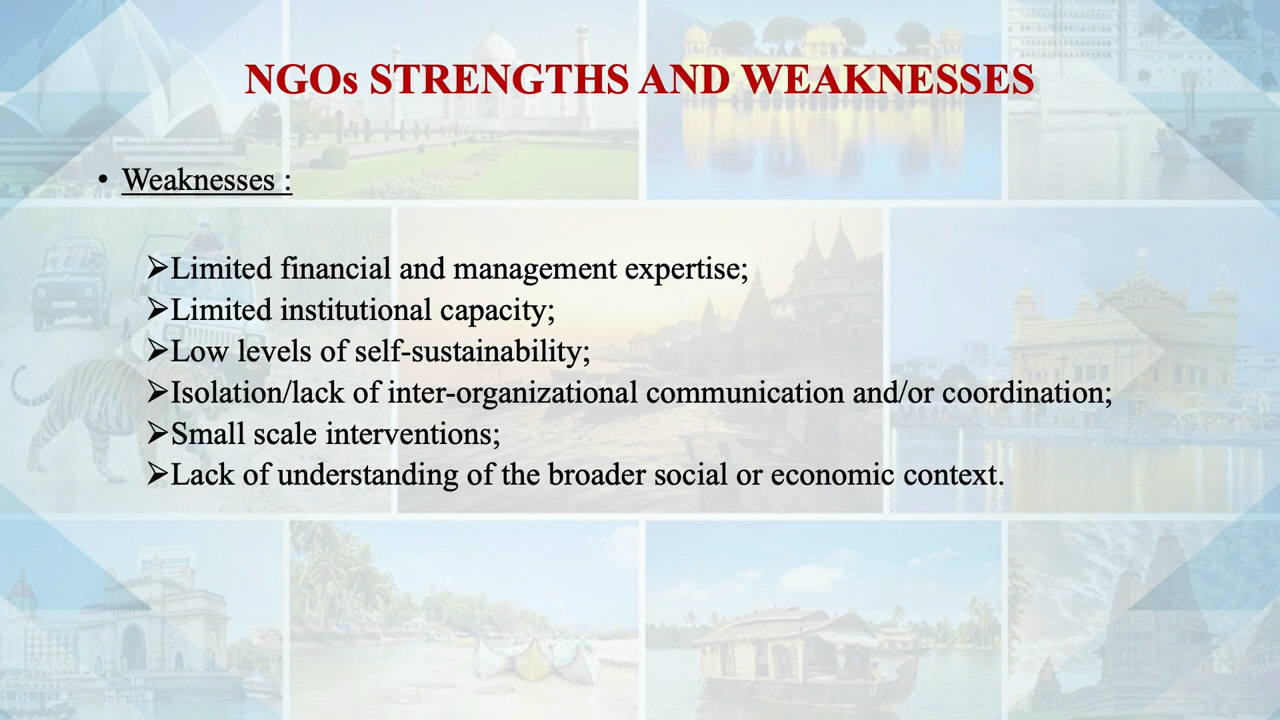 NGOs STRENGTHS AND WEAKNESSES
• Weaknesses :
➢Limited financial and management expertise;
➢Limited institutional capacity;
➢Low levels of self-sustainability;
➢Isolation/lack of inter-organizational communication and/or coordination;
➢Small scale interventions;
➢Lack of understanding of the broader social or economic context.